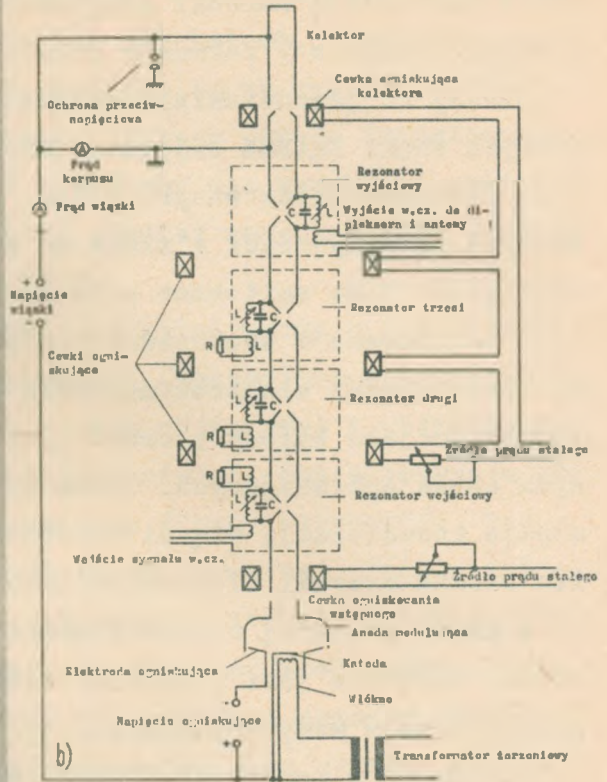 Kolektor
Cewka ogniskująca
kolektora
Ochrona przeciw-
napięciowa
Prąd
korpusu
Rezonator
wyjściowy
Prąd wiązki
C L
Wyjście w.cz. do di-
pleksera i anteny
+
Napięcie
wiązki
-
Rezonator trzeci
L C
R L
Cewki ogni-
skujące
Rezonator drugi
L C
R L
Źródło prądu stałego
R L
L C
Rezonator wejściowy
Wejście sygnału w.cz.
Źródło prądu stałego
Cewka ogniskowania
wstępnego
Anoda modulująca
Elektroda ogniskująca
Katoda
Włókno
-
Napięcie ogniskujące
+
b)
Transformator żarzeniowy